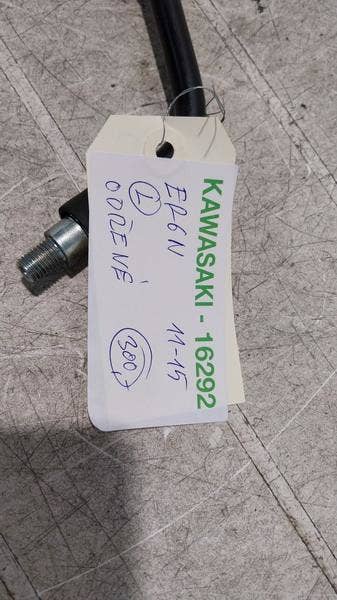 KAWASAKI - 16292
ER6N 11-15
L
ODŘENÉ 300,-